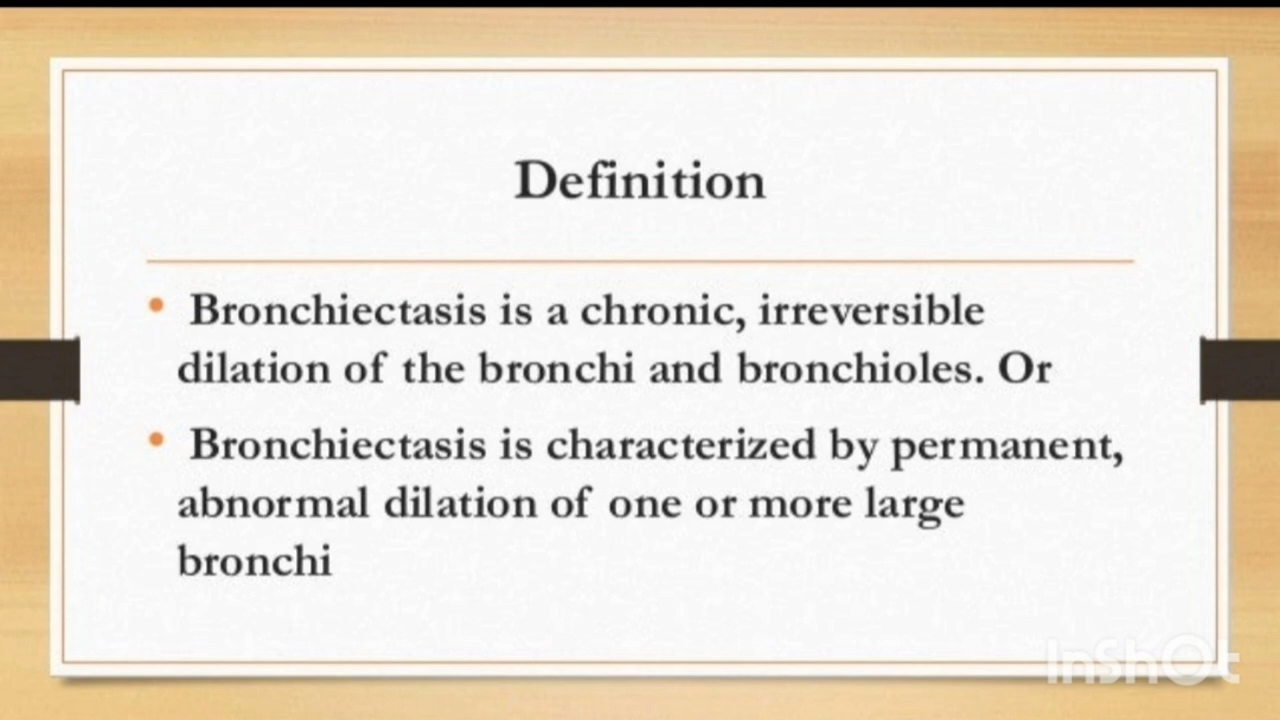 Definition
• Bronchiectasis is a chronic, irreversible
dilation of the bronchi and bronchioles. Or
• Bronchiectasis is characterized by permanent,
abnormal dilation of one or more large
bronchi
InShOt